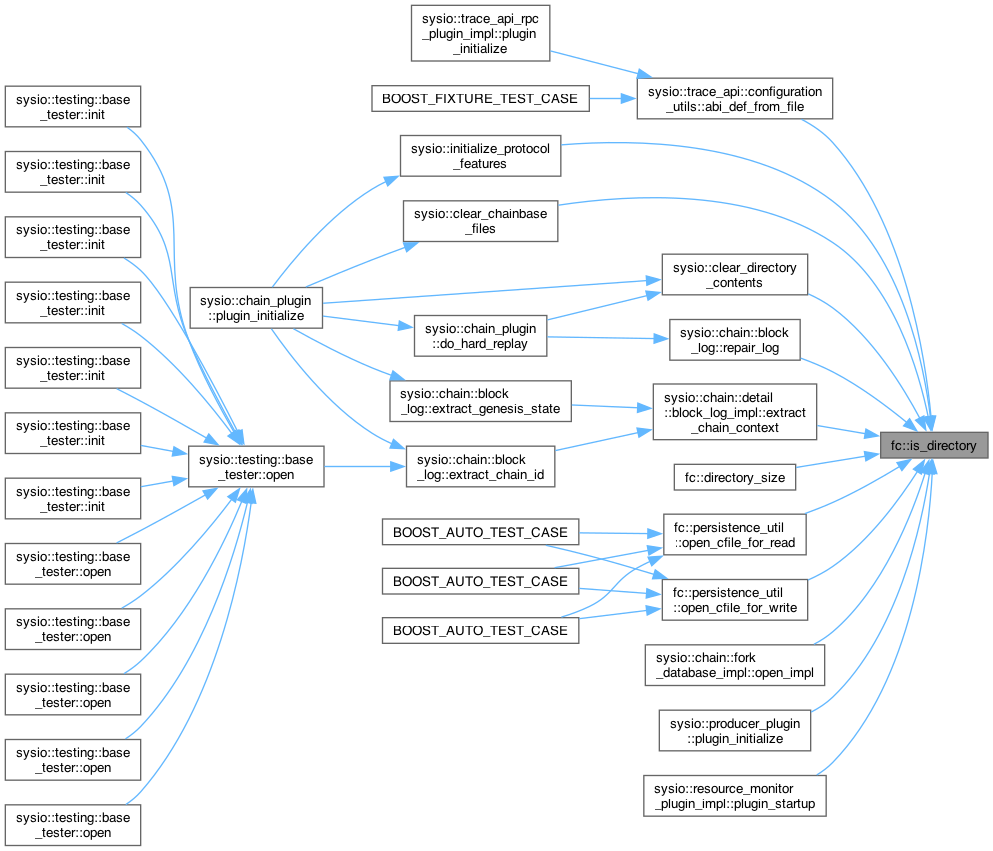 sysio::trace_api_rpc
_plugin_impl::plugin
_initialize
sysio::testing::base
_tester::init
BOOST_FIXTURE_TEST_CASE
sysio::trace_api::configuration
_utils::abi_def_from_file
sysio::testing::base
_tester::init
sysio::initialize_protocol
_features
sysio::testing::base
_tester::init
sysio::clear_chainbase
_files
sysio::testing::base
_tester::init
sysio::chain_plugin
::plugin_initialize
sysio::clear_directory
_contents
sysio::chain_plugin
::do_hard_replay
sysio::chain::block
_log::repair_log
sysio::testing::base
_tester::init
sysio::chain::block
_log::extract_genesis_state
sysio::chain::detail
::block_log_impl::extract
_chain_context
sysio::testing::base
_tester::init
sysio::testing::base
_tester::open
sysio::chain::block
_log::extract_chain_id
fc::is_directory
sysio::testing::base
_tester::init
fc::directory_size
sysio::testing::base
_tester::open
BOOST_AUTO_TEST_CASE
fc::persistence_util
::open_cfile_for_read
BOOST_AUTO_TEST_CASE
fc::persistence_util
::open_cfile_for_write
sysio::testing::base
_tester::open
BOOST_AUTO_TEST_CASE
sysio::chain::fork
_database_impl::open_impl
sysio::testing::base
_tester::open
sysio::producer_plugin
::plugin_initialize
sysio::testing::base
_tester::open
sysio::resource_monitor
_plugin_impl::plugin_startup
sysio::testing::base
_tester::open